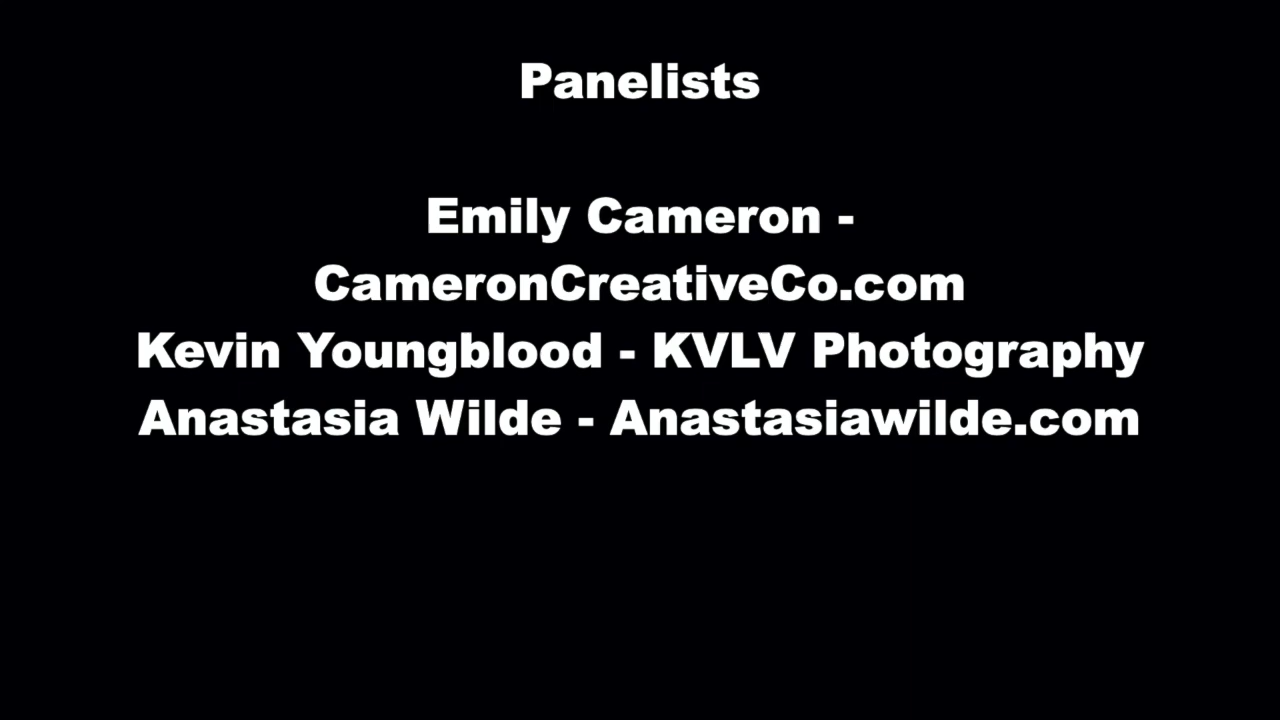 Panelists
Emily Cameron -
CameronCreativeCo.com
Kevin Youngblood - KVLV Photography
Anastasia Wilde - Anastasiawilde.com